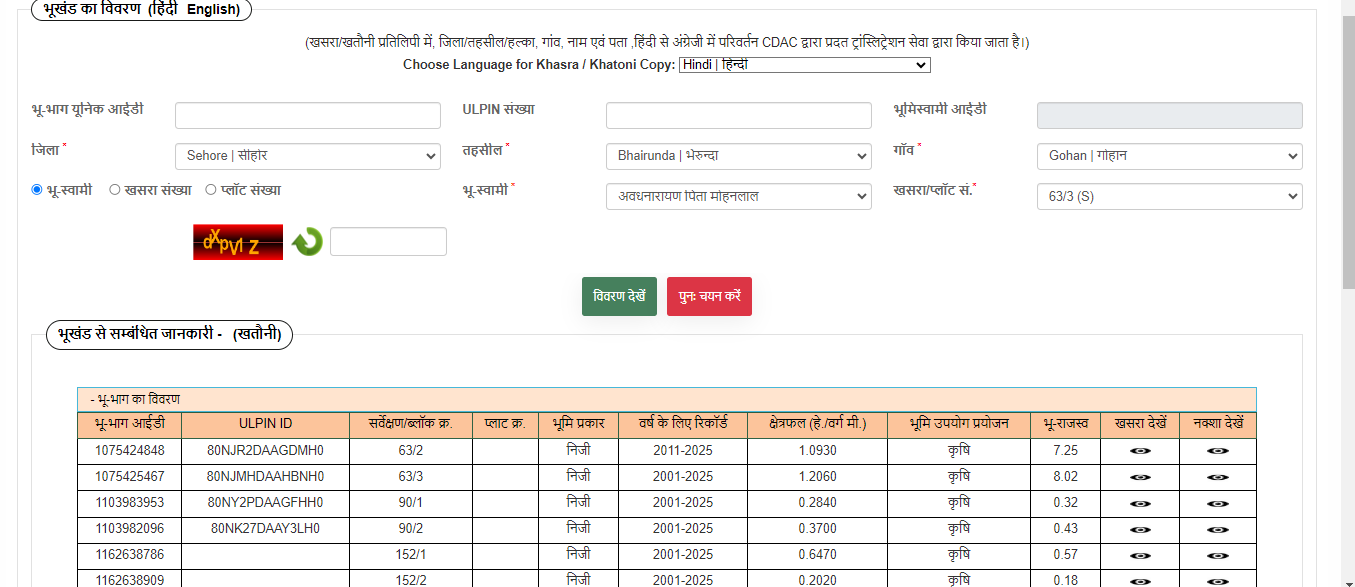 भूखंड का विवरण (हिंदी English)
(खसरा/खतौनी प्रतिलिपी में, जिला/तहसील/हल्का, गांव, नाम एवं पता ,हिंदी से अंग्रेजी में परिवर्तन CDAC द्वारा प्रदत ट्रांस्लिट्रेशन सेवा द्वारा किया जाता है।)
Choose Language for Khasra / Khatoni Copy: Hindi | हिन्दी
भू-भाग यूनिक आईडी ULPIN संख्या भूमिस्वामी आईडी
जिला * Sehore | सीहोर तहसील * Bhairunda | भेरुन्दा गाँव * Gohan | गोहान
भू-स्वामी खसरा संख्या प्लॉट संख्या भू-स्वामी * अवधनारायण पिता मोहनलाल खसरा/प्लॉट सं.* 63/3 (S)
dXpvl z
विवरण देखें पुनः चयन करें
भूखंड से सम्बंधित जानकारी - (खतौनी)
- भू-भाग का विवरण
भू-भाग आईडी ULPIN ID सर्वेक्षण/ब्लॉक क्र. प्लाट क्र. भूमि प्रकार वर्ष के लिए रिकॉर्ड क्षेत्रफल (हे./वर्ग मी.) भूमि उपयोग प्रयोजन भू-राजस्व खसरा देखें नक्शा देखें
1075424848 80NJR2DAAGDMH0 63/2 निजी 2011-2025 1.0930 कृषि 7.25
1075425467 80NJMHDAAHBNH0 63/3 निजी 2001-2025 1.2060 कृषि 8.02
1103983953 80NY2PDAAGFHH0 90/1 निजी 2001-2025 0.2840 कृषि 0.32
1103982096 80NK27DAAY3LH0 90/2 निजी 2001-2025 0.3700 कृषि 0.43
1162638786 152/1 निजी 2001-2025 0.6470 कृषि 0.57
1162638909 152/2 निजी 2001-2025 0.2020 कृषि 0.18